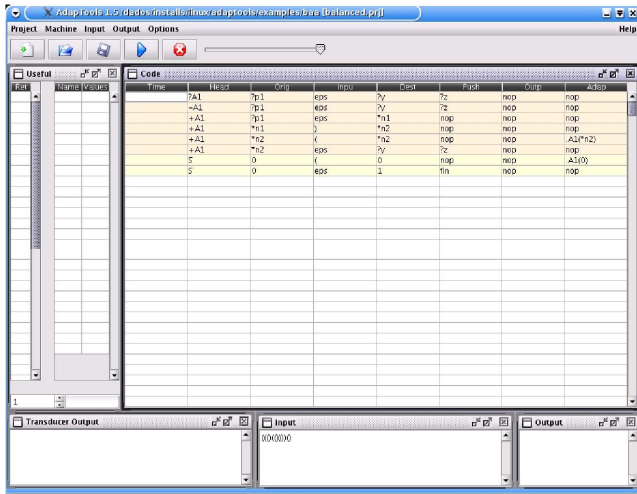 AdapTools 1.5 /dados/installs/linux/adaptools/examples/baa [balanced.prj]
Project Machine Input Output Options Help
Useful
Ret Name Values
1
Code
Time Head Orig Inpu Dest Push Outp Adap
?A1 ?p1 eps ?y ?z nop nop
-A1 ?p1 eps ?y ?z nop nop
+A1 ?p1 eps *n1 nop nop nop
+A1 *n1 ) *n2 nop nop nop
+A1 *n2 ( *n2 nop nop .A1(*n2)
+A1 *n2 eps ?y ?z nop nop
S 0 ( 0 nop nop .A1(0)
S 0 eps 1 fin nop nop
Transducer Output
Input
Output